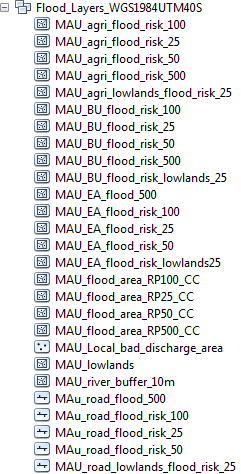 Flood_Layers_WGS1984UTM40S
MAU_agri_flood_risk_100
MAU_agri_flood_risk_25
MAU_agri_flood_risk_50
MAU_agri_flood_risk_500
MAU_agri_lowlands_flood_risk_25
MAU_BU_flood_risk_100
MAU_BU_flood_risk_25
MAU_BU_flood_risk_50
MAU_BU_flood_risk_500
MAU_BU_flood_risk_lowlands_25
MAU_EA_flood_500
MAU_EA_flood_risk_100
MAU_EA_flood_risk_25
MAU_EA_flood_risk_50
MAU_EA_flood_risk_lowlands25
MAU_flood_area_RP100_CC
MAU_flood_area_RP25_CC
MAU_flood_area_RP50_CC
MAU_flood_area_RP500_CC
MAU_Local_bad_discharge_area
MAU_lowlands
MAU_river_buffer_10m
MAu_road_flood_500
MAu_road_flood_risk_100
MAu_road_flood_risk_25
MAu_road_flood_risk_50
MAU_road_lowlands_flood_risk_25